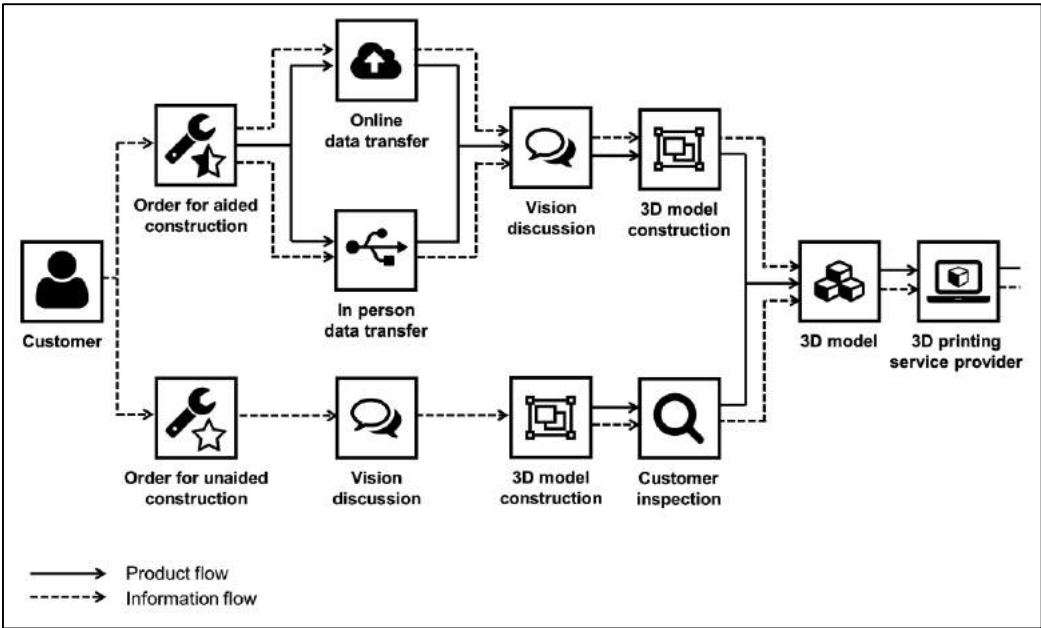 Online
data transfer
Order for aided
construction
Vision
discussion
3D model
construction
Customer
In person
data transfer
3D model
3D printing
service provider
Order for unaided
construction
Vision
discussion
3D model
construction
Customer
inspection
Product flow
Information flow